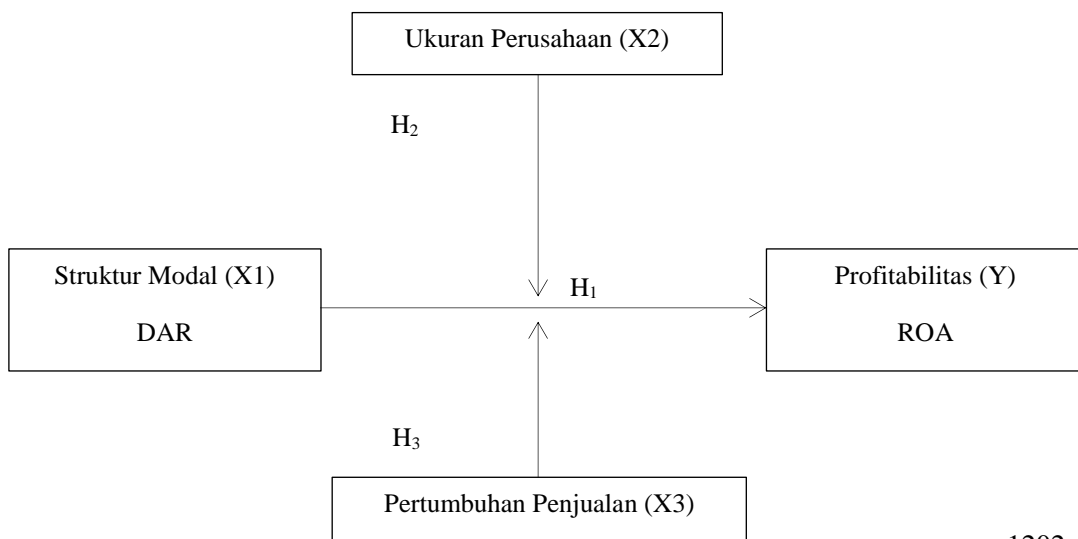 Ukuran Perusahaan (X2)
H₂
Struktur Modal (X1)
DAR
H₁
Profitabilitas (Y)
ROA
H₃
Pertumbuhan Penjualan (X3)